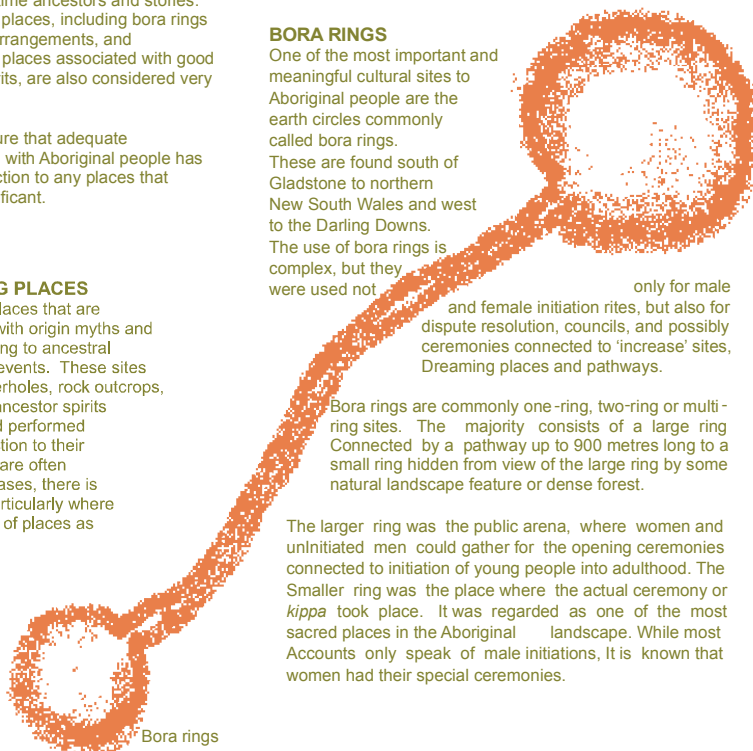 time ancestors and stories.
places, including bora rings
rrangements, and
places associated with good
rits, are also considered very
ure that adequate
with Aboriginal people has
ction to any places that
ficant.
G PLACES
laces that are
with origin myths and
ng to ancestral
events. These sites
erholes, rock outcrops,
ancestor spirits
d performed
tion to their
are often
ases, there is
rticularly where
of places as
BORA RINGS
One of the most important and
meaningful cultural sites to
Aboriginal people are the
earth circles commonly
called bora rings.
These are found south of
Gladstone to northern
New South Wales and west
to the Darling Downs.
The use of bora rings is
complex, but they
were used not only for male
and female initiation rites, but also for
dispute resolution, councils, and possibly
ceremonies connected to ‘increase’ sites,
Dreaming places and pathways.
Bora rings are commonly one-ring, two-ring or multi-
ring sites. The majority consists of a large ring
Connected by a pathway up to 900 metres long to a
small ring hidden from view of the large ring by some
natural landscape feature or dense forest.
The larger ring was the public arena, where women and
unInitiated men could gather for the opening ceremonies
connected to initiation of young people into adulthood. The
Smaller ring was the place where the actual ceremony or
kippa took place. It was regarded as one of the most
sacred places in the Aboriginal landscape. While most
Accounts only speak of male initiations, It is known that
women had their special ceremonies.
Bora rings